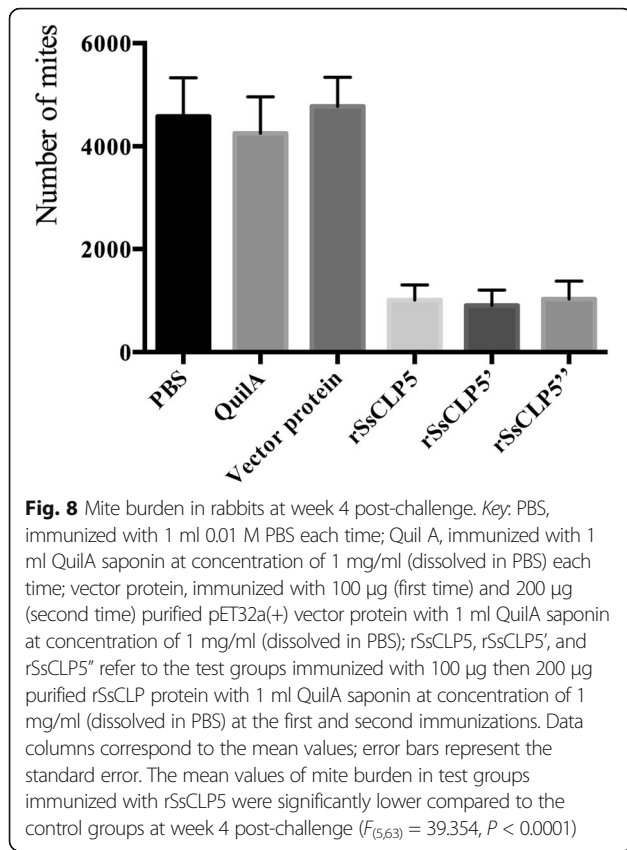 Number of mites
6000
4000
2000
0
PBS
QuilA
Vector protein
rSsCLP5
rSsCLP5’
rSsCLP5’’
Fig. 8 Mite burden in rabbits at week 4 post-challenge. Key: PBS,
immunized with 1 ml 0.01 M PBS each time; Quil A, immunized with 1
ml QuilA saponin at concentration of 1 mg/ml (dissolved in PBS) each
time; vector protein, immunized with 100 μg (first time) and 200 μg
(second time) purified pET32a(+) vector protein with 1 ml QuilA saponin
at concentration of 1 mg/ml (dissolved in PBS); rSsCLP5, rSsCLP5′, and
rSsCLP5″ refer to the test groups immunized with 100 μg then 200 μg
purified rSsCLP protein with 1 ml QuilA saponin at concentration of 1
mg/ml (dissolved in PBS) at the first and second immunizations. Data
columns correspond to the mean values; error bars represent the
standard error. The mean values of mite burden in test groups
immunized with rSsCLP5 were significantly lower compared to the
control groups at week 4 post-challenge (F(5,63) = 39.354, P < 0.0001)